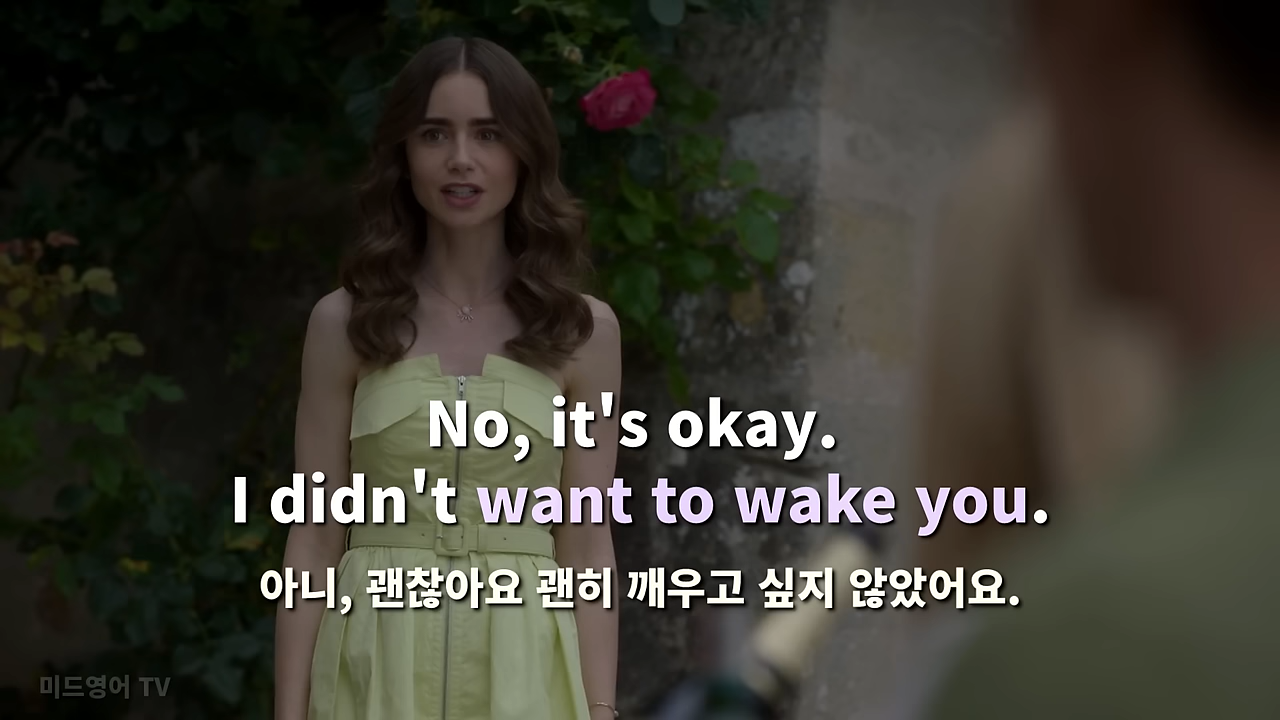 No, it's okay.
I didn't want to wake you.
아니, 괜찮아요 괜히 깨우고 싶지 않았어요.
미드영어 TV